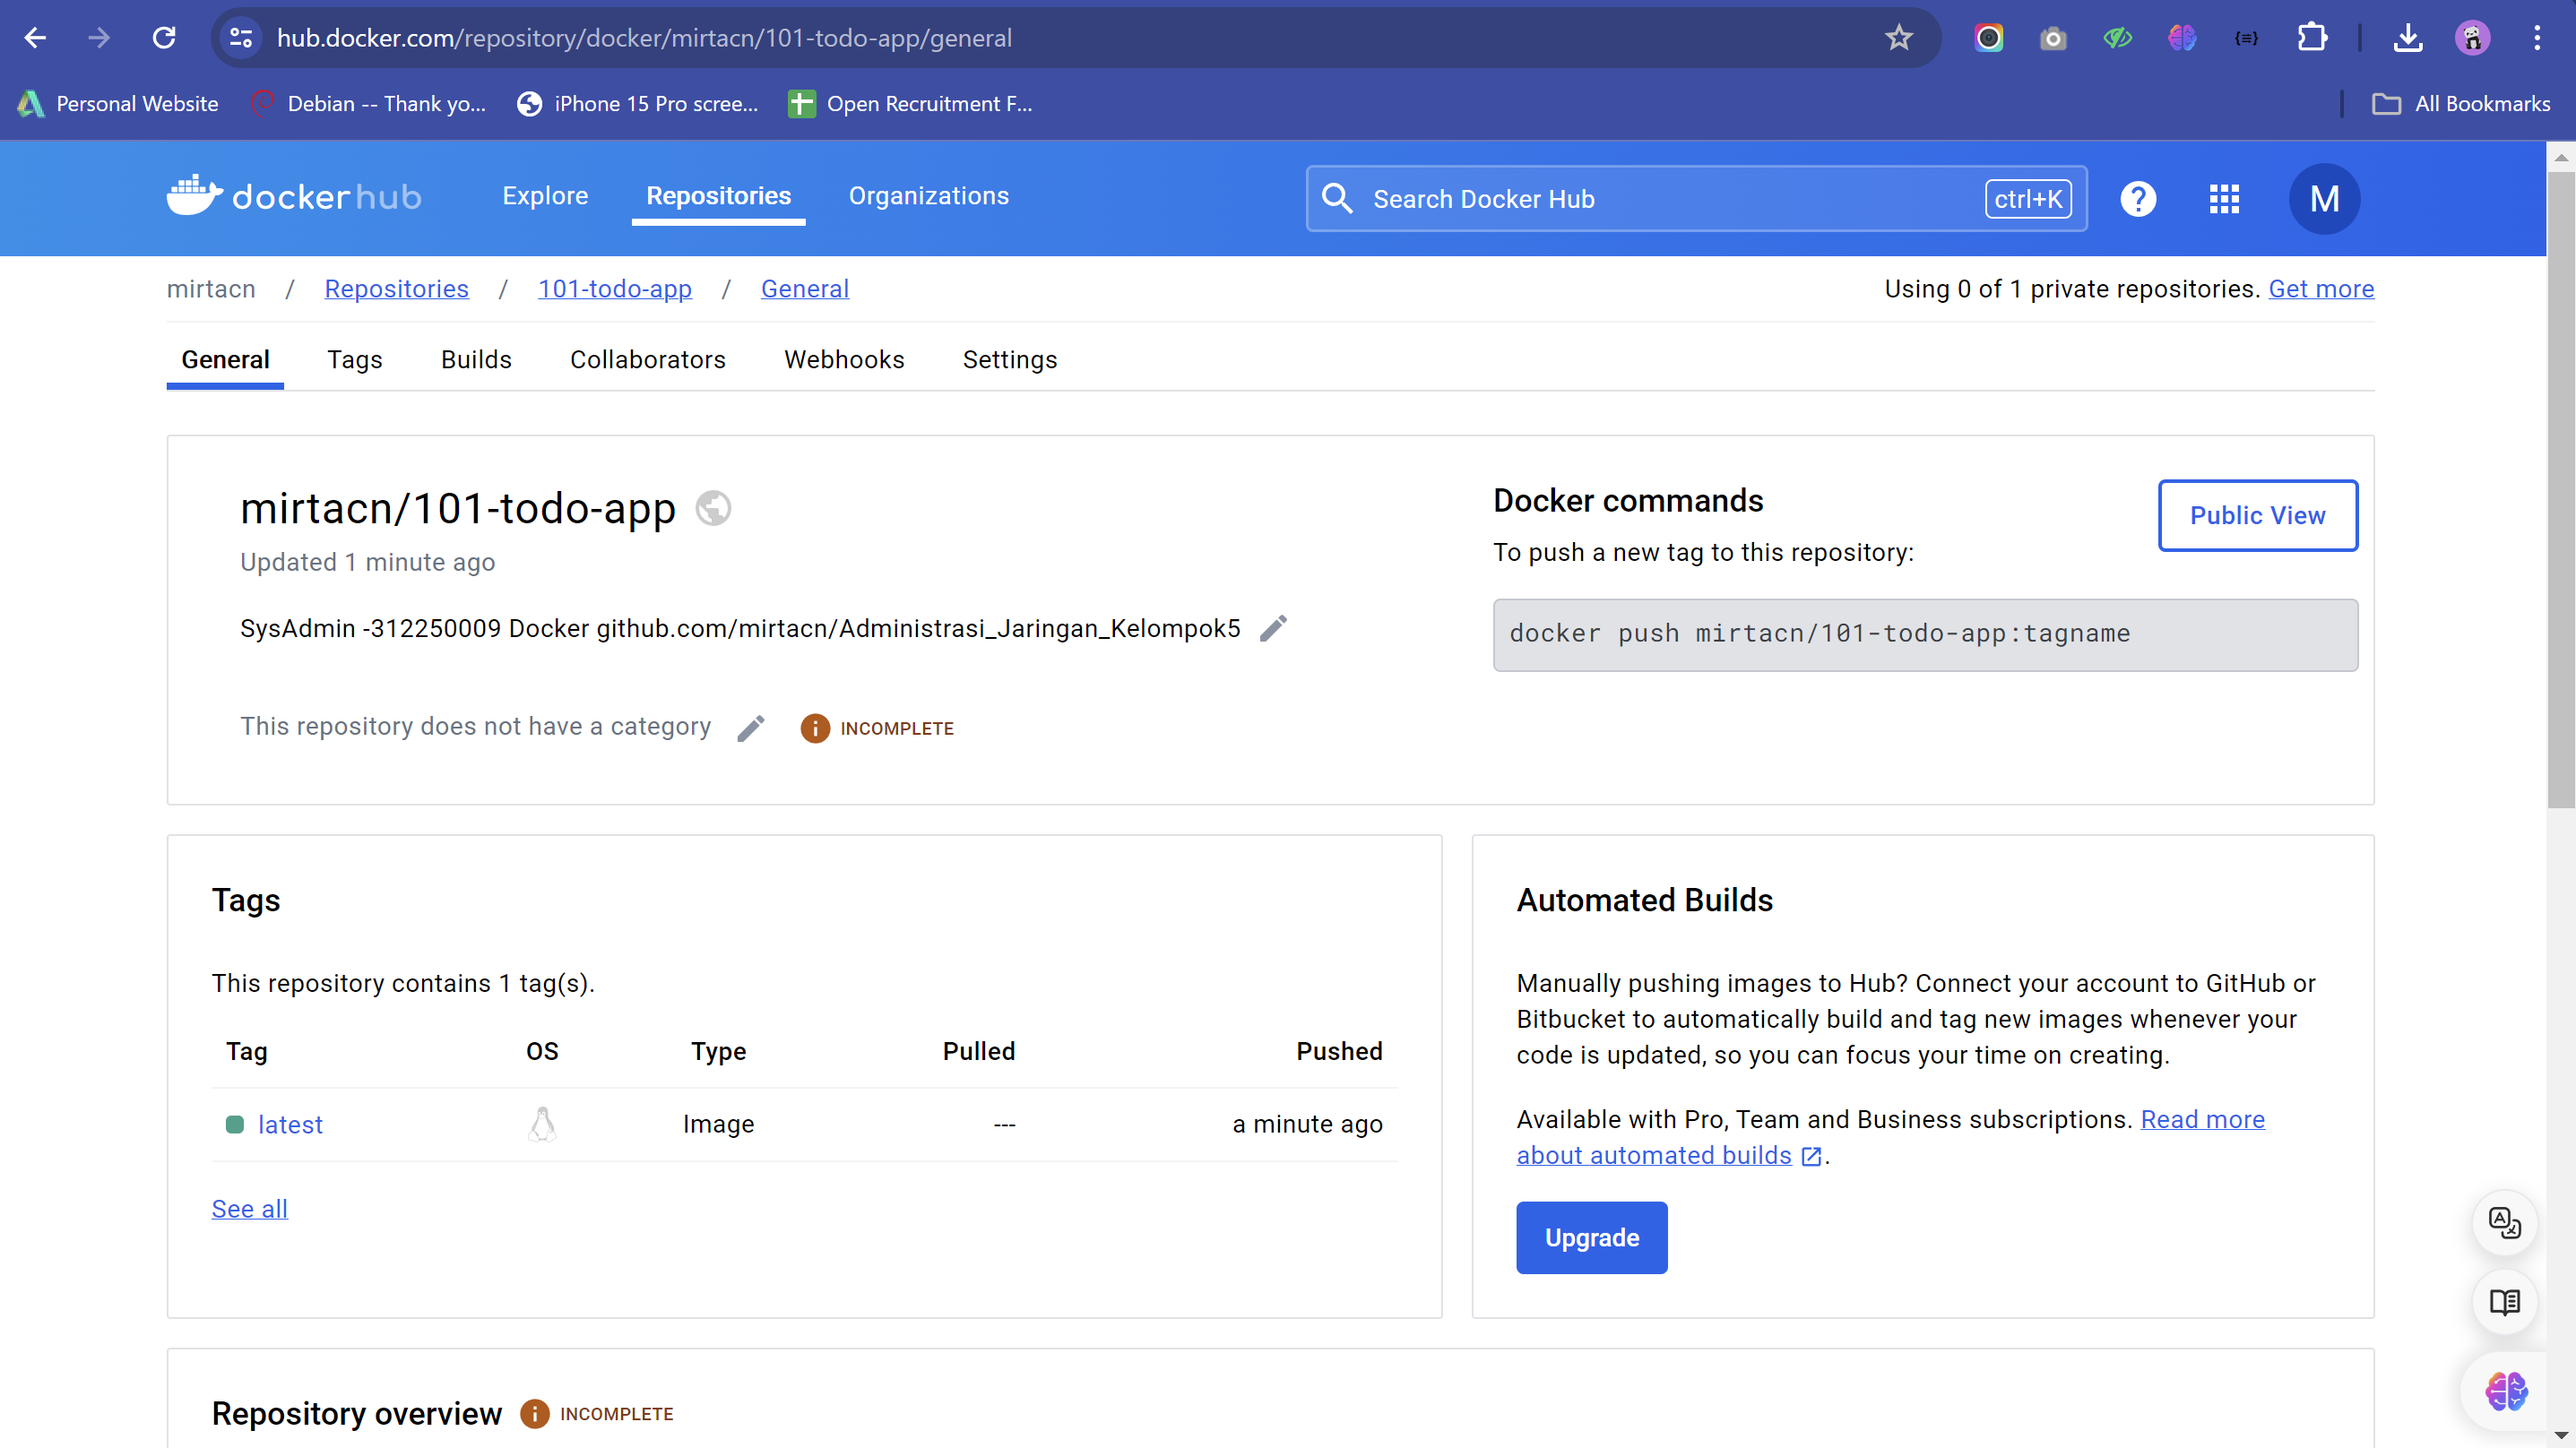 hub.docker.com/repository/docker/mirtacn/101-todo-app/general
Personal Website
Debian -- Thank yo...
iPhone 15 Pro scree...
Open Recruitment F...
All Bookmarks
dockerhub
Explore
Repositories
Organizations
Search Docker Hub
ctrl+K
?
M
mirtacn / Repositories / 101-todo-app / General
Using 0 of 1 private repositories. Get more
General
Tags
Builds
Collaborators
Webhooks
Settings
mirtacn/101-todo-app
Updated 1 minute ago
SysAdmin -312250009 Docker github.com/mirtacn/Administrasi_Jaringan_Kelompok5
This repository does not have a category
INCOMPLETE
Docker commands
Public View
To push a new tag to this repository:
docker push mirtacn/101-todo-app:tagname
Tags
This repository contains 1 tag(s).
Tag OS Type Pulled Pushed
latest Image --- a minute ago
See all
Automated Builds
Manually pushing images to Hub? Connect your account to GitHub or
Bitbucket to automatically build and tag new images whenever your
code is updated, so you can focus your time on creating.
Available with Pro, Team and Business subscriptions. Read more
about automated builds .
Upgrade
Repository overview
INCOMPLETE